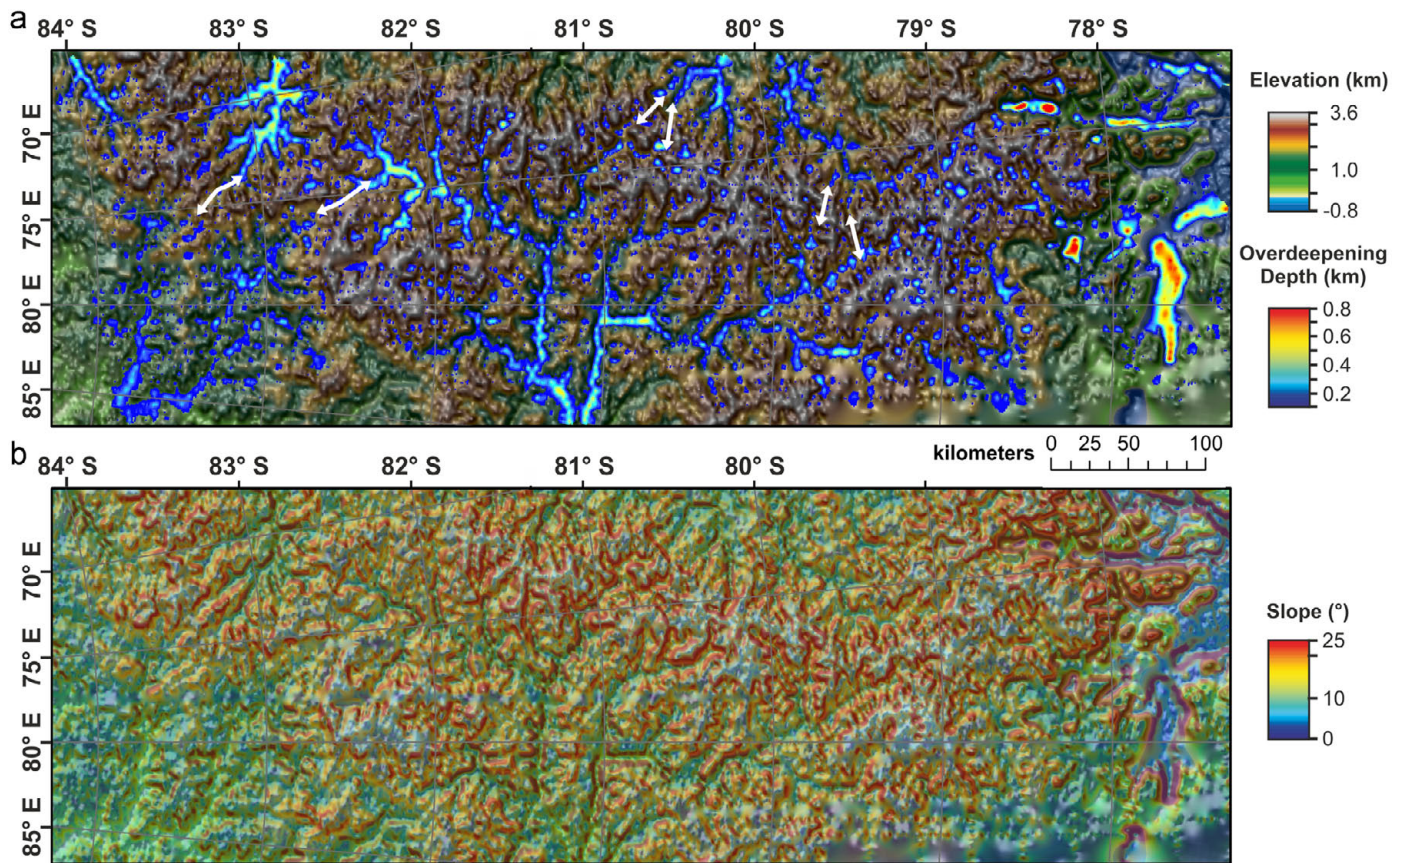 a
84° S 83° S 82° S 81° S 80° S 79° S 78° S
70° E
75° E
80° E
85° E
Elevation (km)
3.6
1.0
-0.8
Overdeepening
Depth (km)
0.8
0.6
0.4
0.2
kilometers 0 25 50 100
b
84° S 83° S 82° S 81° S 80° S
70° E
75° E
80° E
85° E
Slope (°)
25
10
0